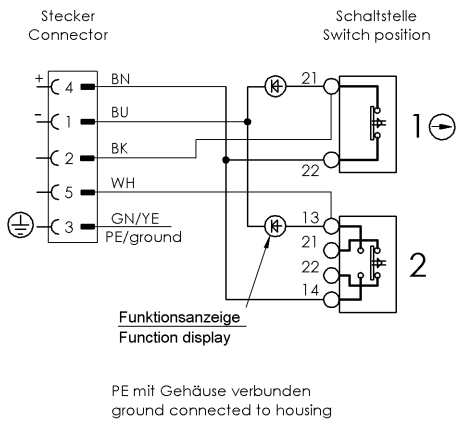 Stecker
Connector
Schaltstelle
Switch position
+ 4 BN
- 1 BU
2 BK
5 WH
3 GN/YE
PE/ground
21
22
1
13
21
22
14
2
Funktionsanzeige
Function display
PE mit Gehäuse verbunden
ground connected to housing